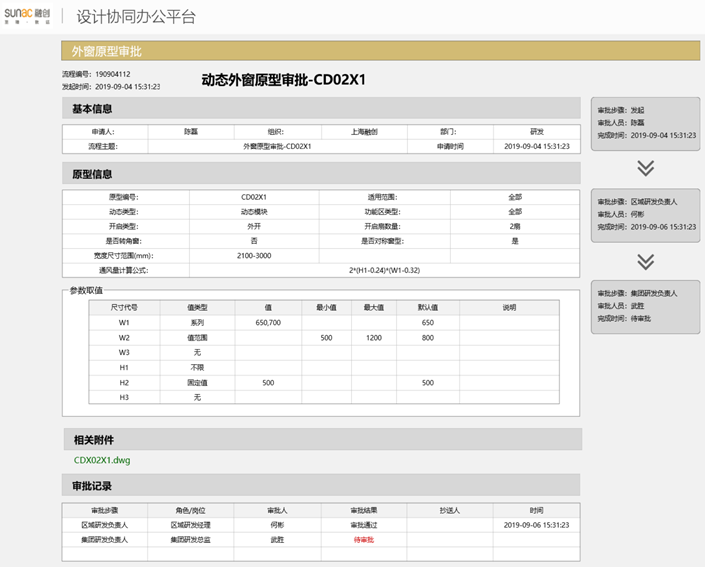 sunac 融创
设计协同办公平台
外窗原型审批
流程编号: 190904112
发起时间: 2019-09-04 15:31:23
动态外窗原型审批-CD02X1
基本信息
申请人: 陈磊 组织: 上海融创 部门: 研发
流程主题: 外窗原型审批-CD02X1 申请时间 2019-09-04 15:31:23
原型信息
原型编号: CD02X1 适用范围: 全部
动态类型: 动态模块 功能区类型: 全部
开启类型: 外开 开启扇数量: 2扇
是否转角窗: 否 是否对称窗型: 是
宽度尺寸范围(mm): 2100-3000
通风量计算公式: 2*(H1-0.24)*(W1-0.32)
参数取值
尺寸代号 值类型 值 最小值 最大值 默认值 说明
W1 系列 650,700 650
W2 值范围 500 1200 800
W3 无
H1 不限
H2 固定值 500 500
H3 无
相关附件
CDX02X1.dwg
审批记录
审批步骤 角色/岗位 审批人 审批结果 抄送人 时间
区域研发负责人 区域研发经理 何彬 审批通过 2019-09-06 15:31:23
集团研发负责人 集团研发总监 武胜 待审批
审批步骤: 发起
审批人员: 陈磊
完成时间: 2019-09-04 15:31:23
审批步骤: 区域研发负责人
审批人员: 何彬
完成时间: 2019-09-06 15:31:23
审批步骤: 集团研发负责人
审批人员: 武胜
完成时间: 待审批